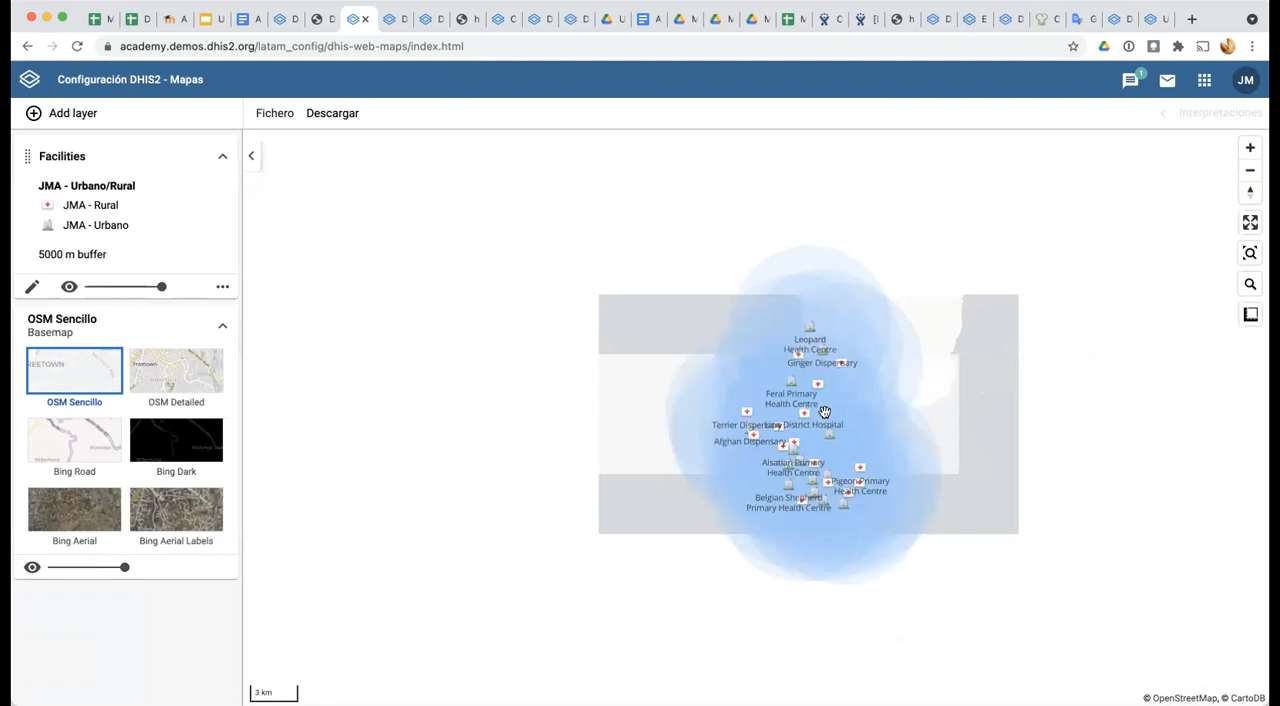 academy.demos.dhis2.org/latam_config/dhis-web-maps/index.html
Configuración DHIS2 - Mapas
1
JM
Add layer
Fichero
Descargar
Interpretaciones
Facilities
JMA - Urbano/Rural
JMA - Rural
JMA - Urbano
5000 m buffer
OSM Sencillo
Basemap
REETOWN
OSM Sencillo
OSM Detailed
Bing Road
Bing Dark
Bing Aerial
Bing Aerial Labels
Leopard
Health Centre
Ginger Dispensary
Feral Primary
Health Centre
District Hospital
Afghan Dispensary
Alsatian Primary
Health Centre
Pigeon Primary
Health Centre
Belgian Shepherd
Primary Health Centre
3 km
© OpenStreetMap, © CartoDB